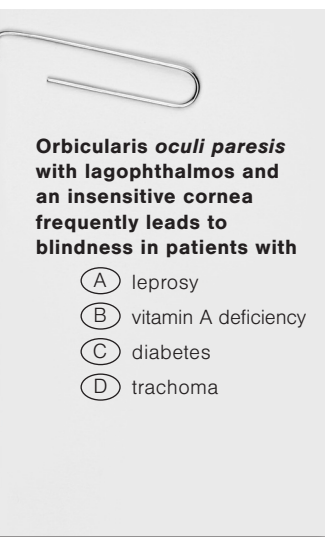 Orbicularis oculi paresis
with lagophthalmos and
an insensitive cornea
frequently leads to
blindness in patients with
A leprosy
B vitamin A deficiency
C diabetes
D trachoma